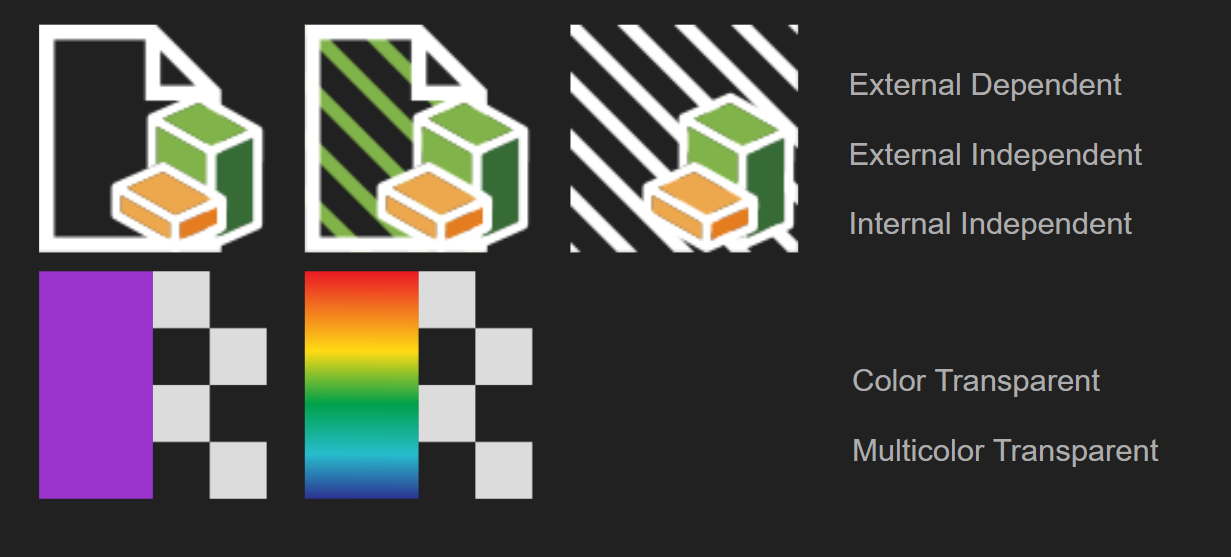 External Dependent
External Independent
Internal Independent
Color Transparent
Multicolor Transparent